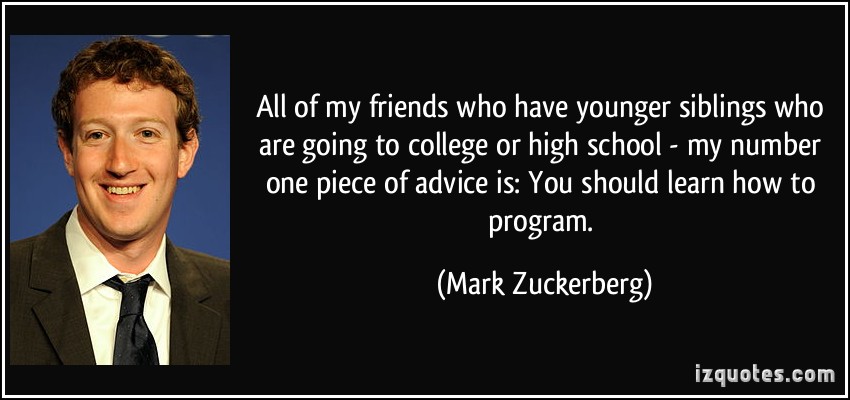 All of my friends who have younger siblings who
are going to college or high school - my number
one piece of advice is: You should learn how to
program.
(Mark Zuckerberg)
izquotes.com